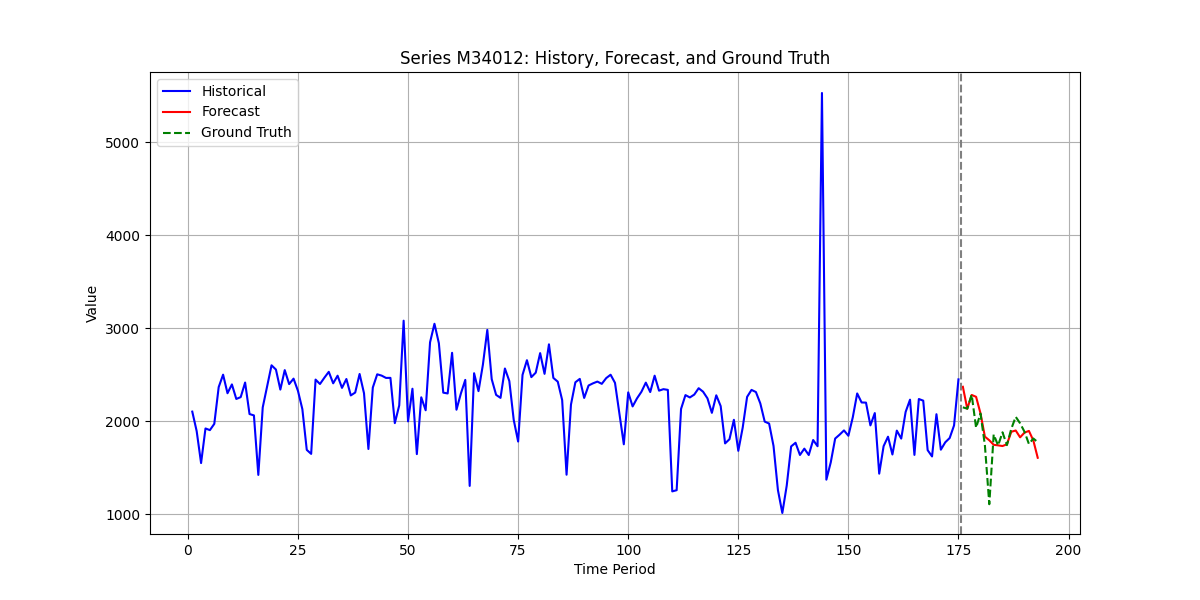 Series M34012: History, Forecast, and Ground Truth
Historical
Forecast
Ground Truth
Value
5000
4000
3000
2000
1000
0
25
50
75
100
125
150
175
200
Time Period